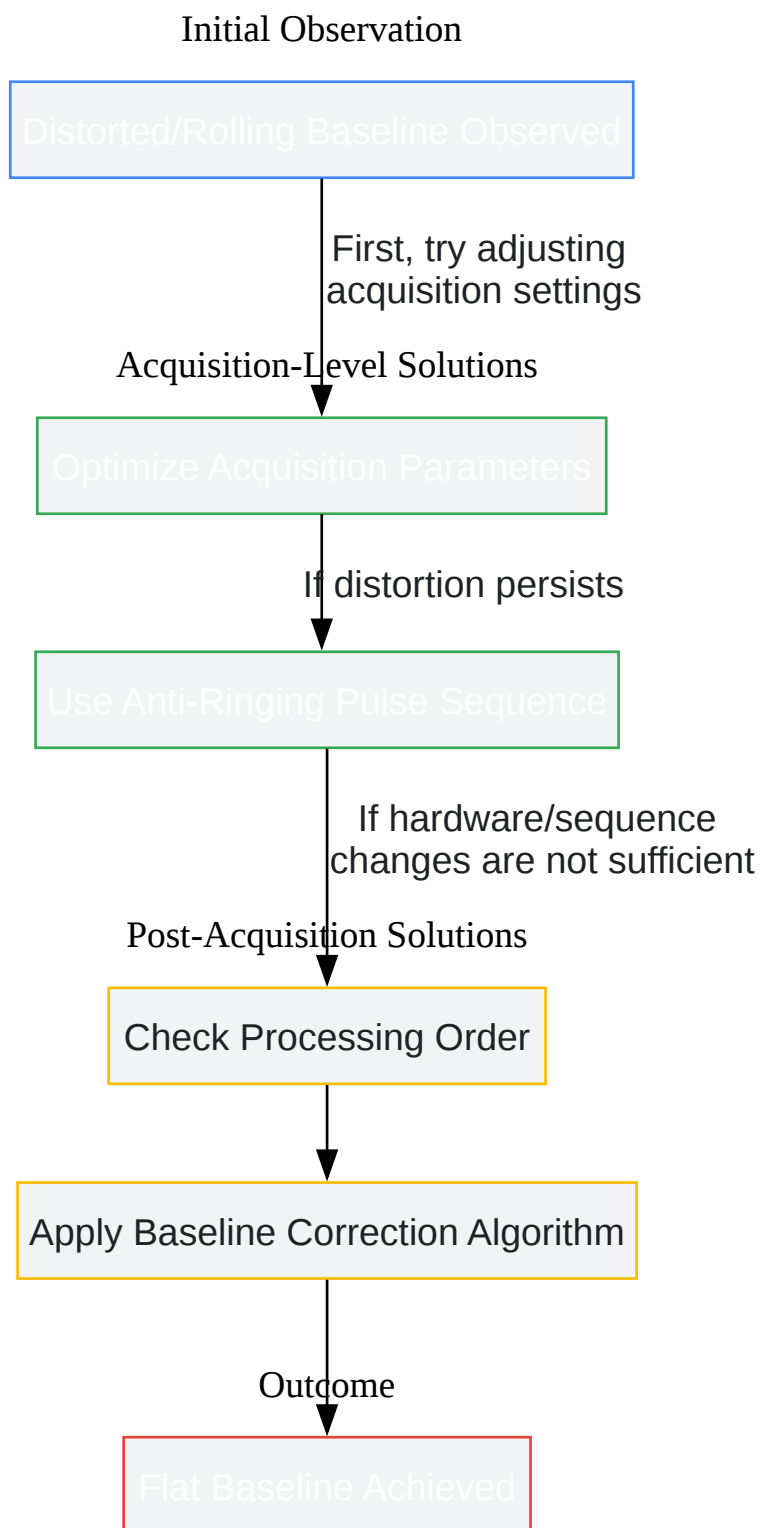 Initial Observation
Distorted/Rolling Baseline Observed
First, try adjusting
acquisition settings
Acquisition-Level Solutions
Optimize Acquisition Parameters
If distortion persists
Use Anti-Ringing Pulse Sequence
If hardware/sequence
changes are not sufficient
Post-Acquisition Solutions
Check Processing Order
Apply Baseline Correction Algorithm
Outcome
Flat Baseline Achieved